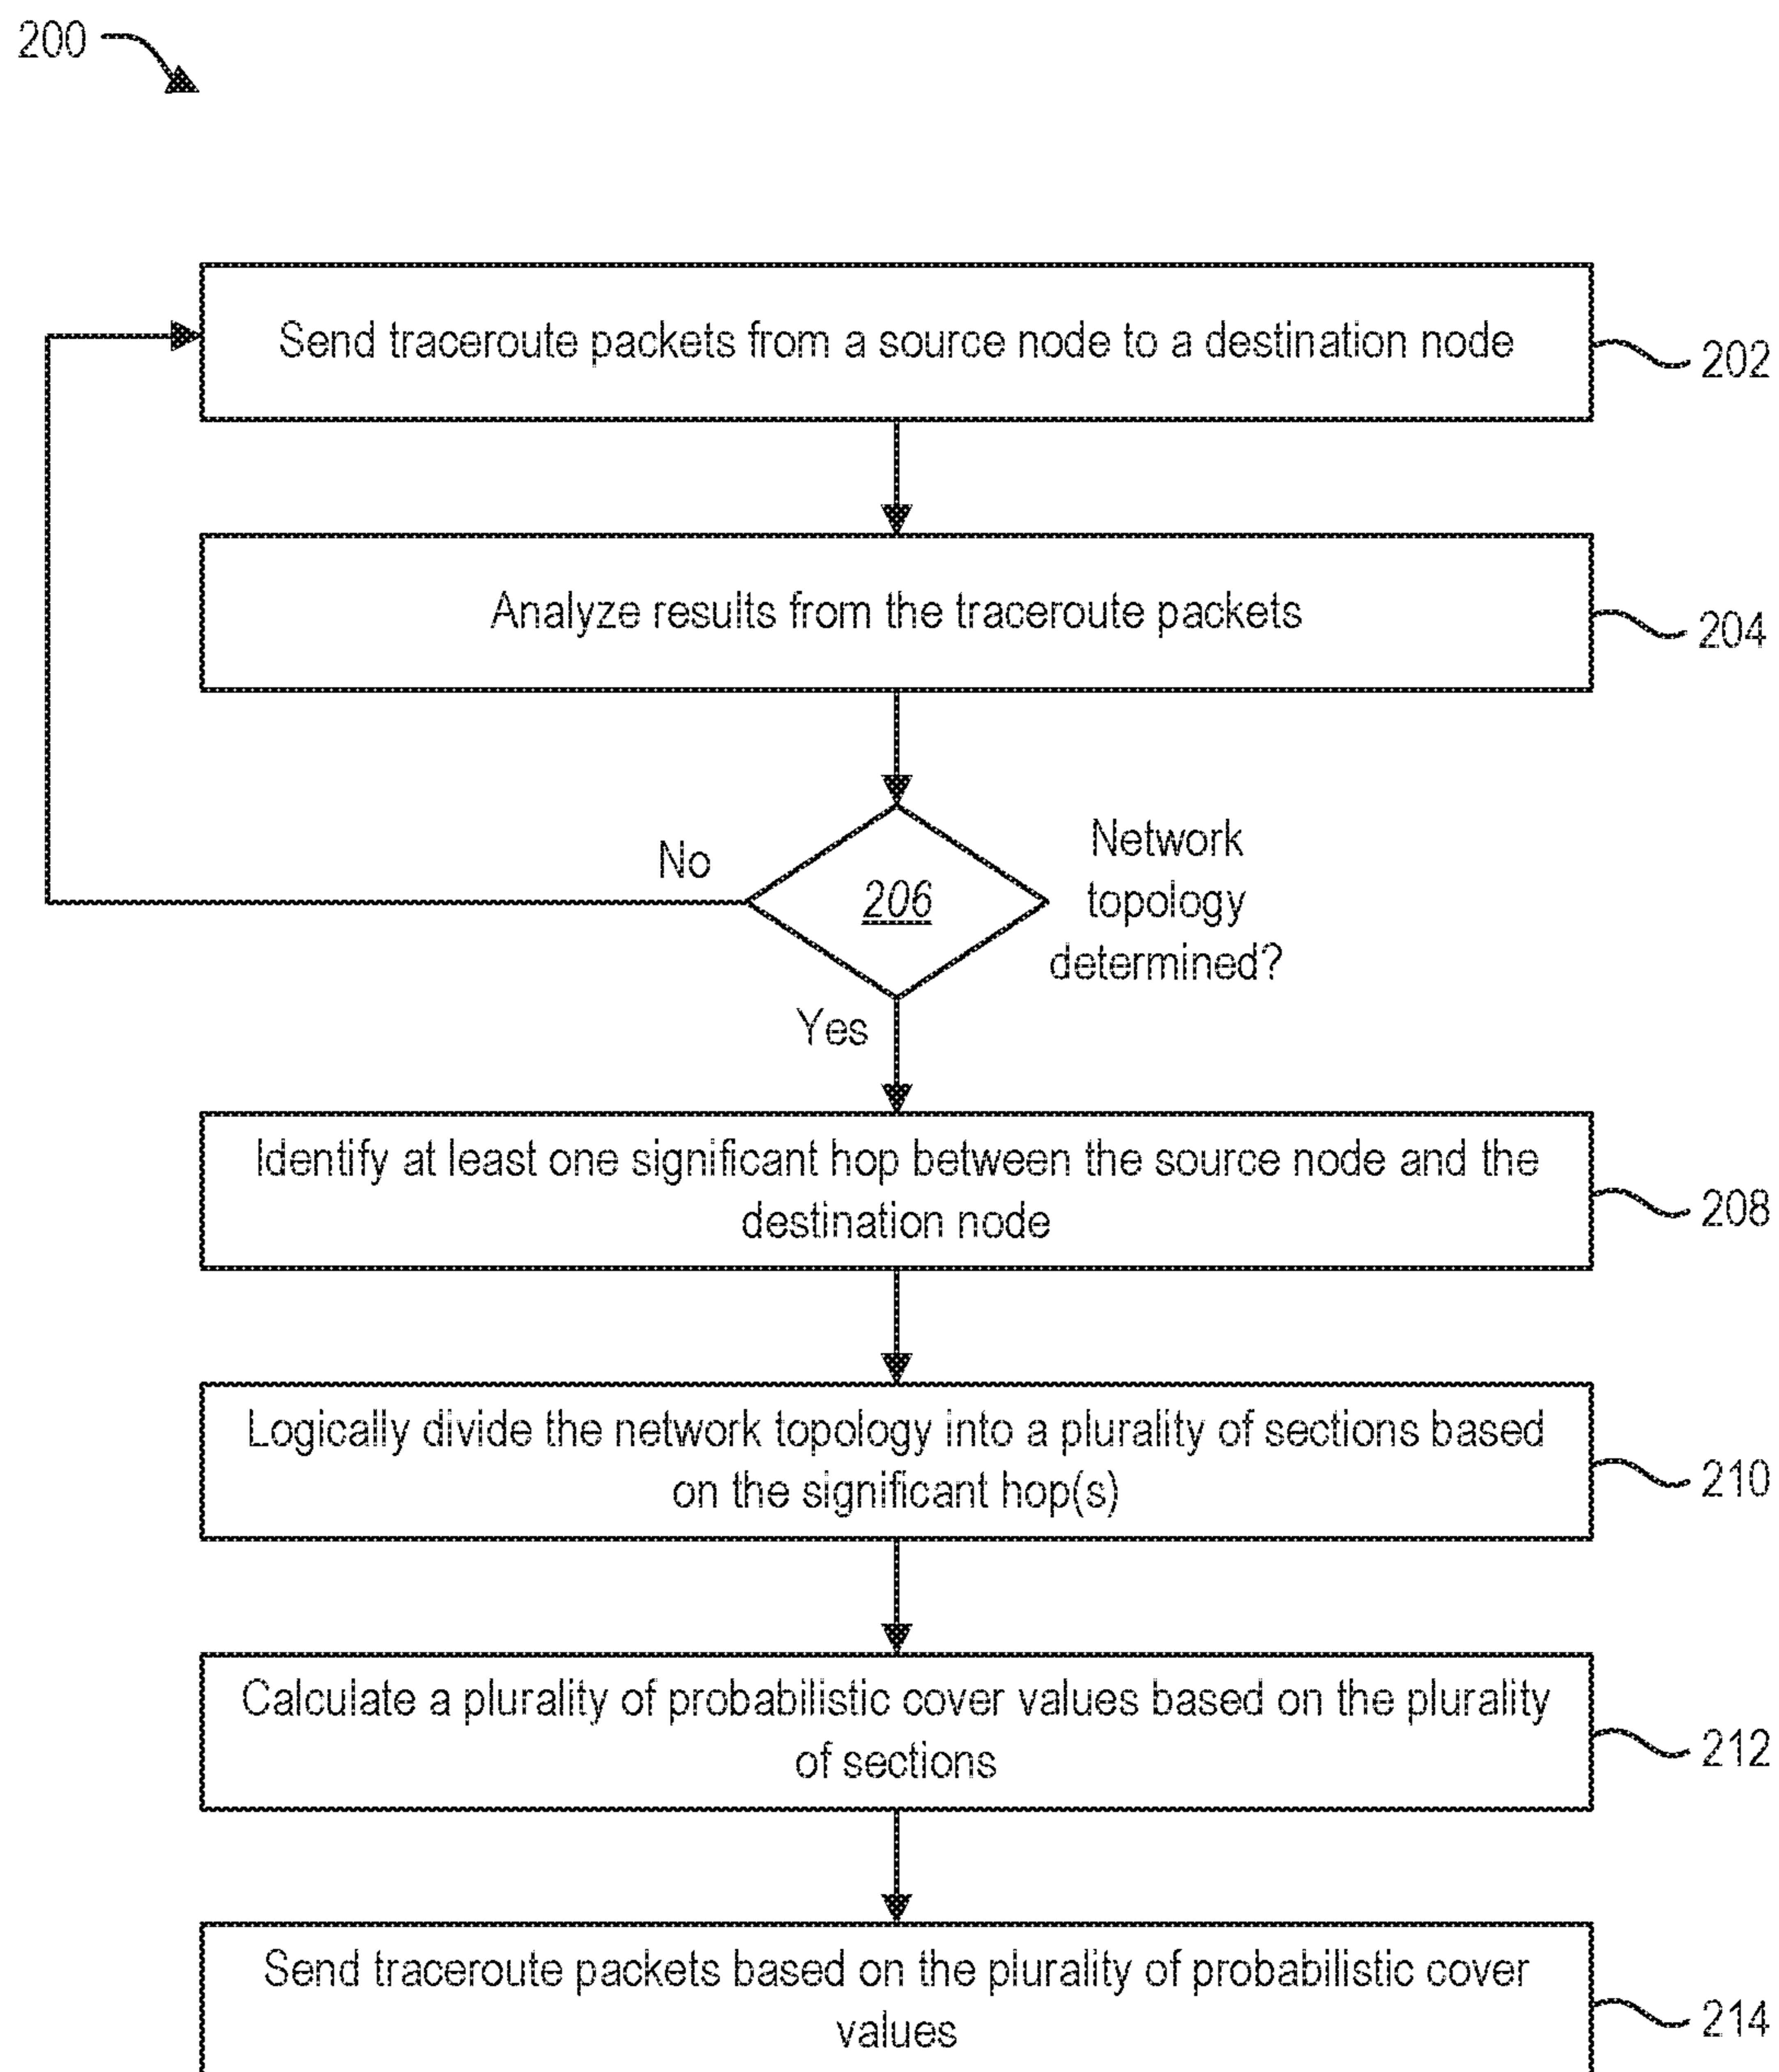 200
Send traceroute packets from a source node to a destination node
202
Analyze results from the traceroute packets
204
No
206
Network
topology
determined?
Yes
Identify at least one significant hop between the source node and the
destination node
208
Logically divide the network topology into a plurality of sections based
on the significant hop(s)
210
Calculate a plurality of probabilistic cover values based on the plurality
of sections
212
Send traceroute packets based on the plurality of probabilistic cover
values
214